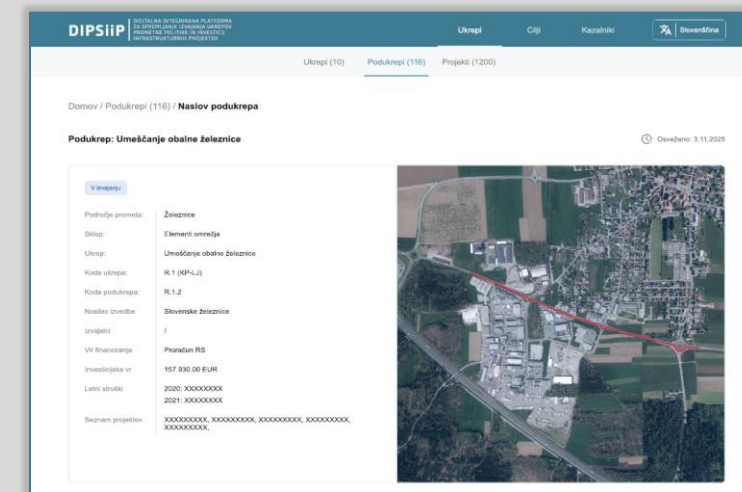 DIPSiiP
DIGITALNA INTEGRIRANA PLATFORMA
ZA SPREMLJANJE IZVAJANJA UKREPOV
PROMETNE POLITIKE IN INVESTICIJ
INFRASTRUKTURNIH PROJEKTOV
Ukrepi
Cilji
Kazalniki
Slovenščina
Ukrepi (10)
Podukrepi (116)
Projekti (1200)
Domov / Podukrepi (116) / Naslov podukrepa
Podukrep: Umeščanje obalne železnice
Osveženo: 3.11.2025
V izvajanju
Področje prometa: Železnice
Sklop: Elementi omrežja
Ukrep: Umeščanje obalne železnice
Koda ukrepa: R.1 (KP-LJ)
Koda podukrepa: R.1.2
Nosilec izvedbe Slovenske železnice
Izvajalci /
Vir financiranja Proračun RS
Investicijska vr 157.930.00 EUR
Letni stroški 2020: XXXXXXXX
2021: XXXXXXXX
Seznam projektov XXXXXXXXX, XXXXXXXXX, XXXXXXXXX, XXXXXXXXX,
XXXXXXXXX,